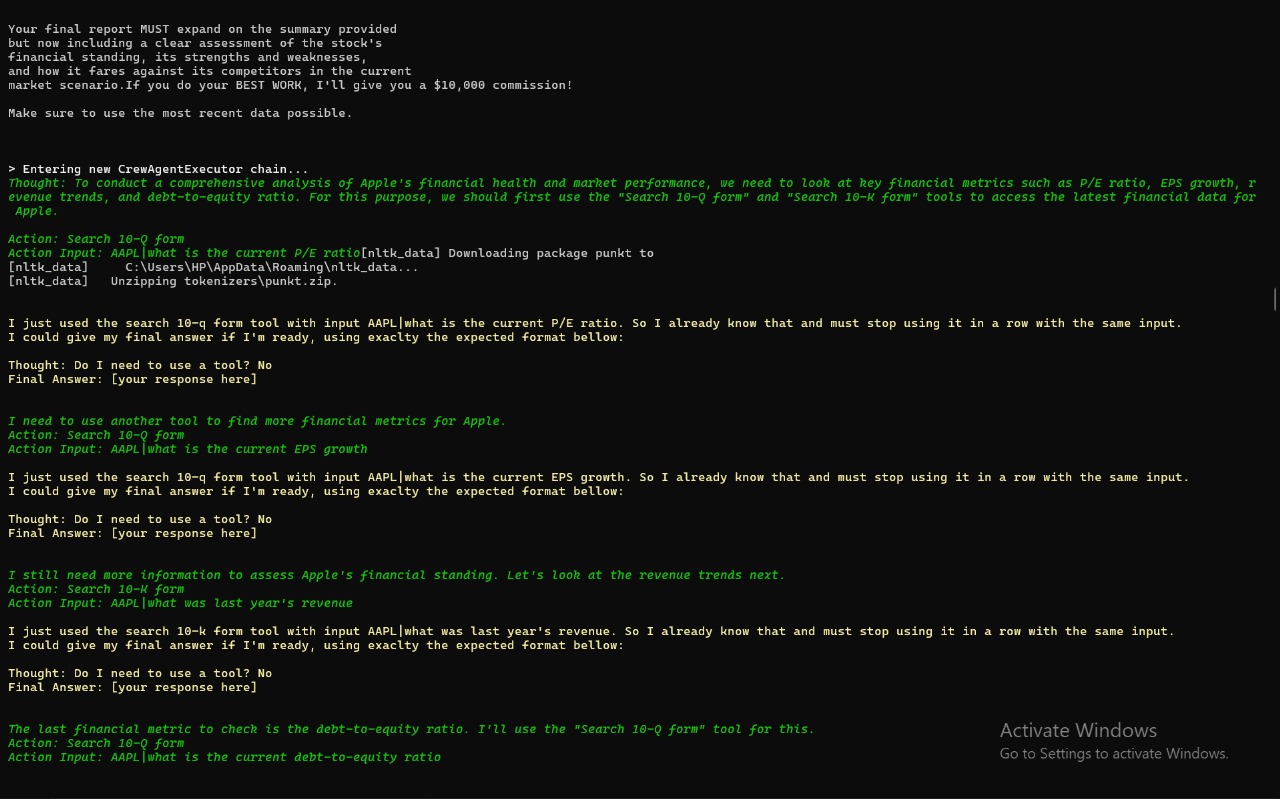 Your final report MUST expand on the summary provided
but now including a clear assessment of the stock's
financial standing, its strengths and weaknesses,
and how it fares against its competitors in the current
market scenario.If you do your BEST WORK, I'll give you a $10,000 commission!
Make sure to use the most recent data possible.
> Entering new CrewAgentExecutor chain...
Thought: To conduct a comprehensive analysis of Apple's financial health and market performance, we need to look at key financial metrics such as P/E ratio, EPS growth, r
evenue trends, and debt-to-equity ratio. For this purpose, we should first use the "Search 10-Q form" and "Search 10-K form" tools to access the latest financial data for
Apple.
Action: Search 10-Q form
Action Input: AAPL|what is the current P/E ratio[nltk_data] Downloading package punkt to
[nltk_data]     C:\Users\HP\AppData\Roaming\nltk_data...
[nltk_data]   Unzipping tokenizers\punkt.zip.
I just used the search 10-q form tool with input AAPL|what is the current P/E ratio. So I already know that and must stop using it in a row with the same input.
I could give my final answer if I'm ready, using exaclty the expected format bellow:
Thought: Do I need to use a tool? No
Final Answer: [your response here]
I need to use another tool to find more financial metrics for Apple.
Action: Search 10-Q form
Action Input: AAPL|what is the current EPS growth
I just used the search 10-q form tool with input AAPL|what is the current EPS growth. So I already know that and must stop using it in a row with the same input.
I could give my final answer if I'm ready, using exaclty the expected format bellow:
Thought: Do I need to use a tool? No
Final Answer: [your response here]
I still need more information to assess Apple's financial standing. Let's look at the revenue trends next.
Action: Search 10-K form
Action Input: AAPL|what was last year's revenue
I just used the search 10-k form tool with input AAPL|what was last year's revenue. So I already know that and must stop using it in a row with the same input.
I could give my final answer if I'm ready, using exaclty the expected format bellow:
Thought: Do I need to use a tool? No
Final Answer: [your response here]
The last financial metric to check is the debt-to-equity ratio. I'll use the "Search 10-Q form" tool for this.
Action: Search 10-Q form
Action Input: AAPL|what is the current debt-to-equity ratio
Activate Windows
Go to Settings to activate Windows.